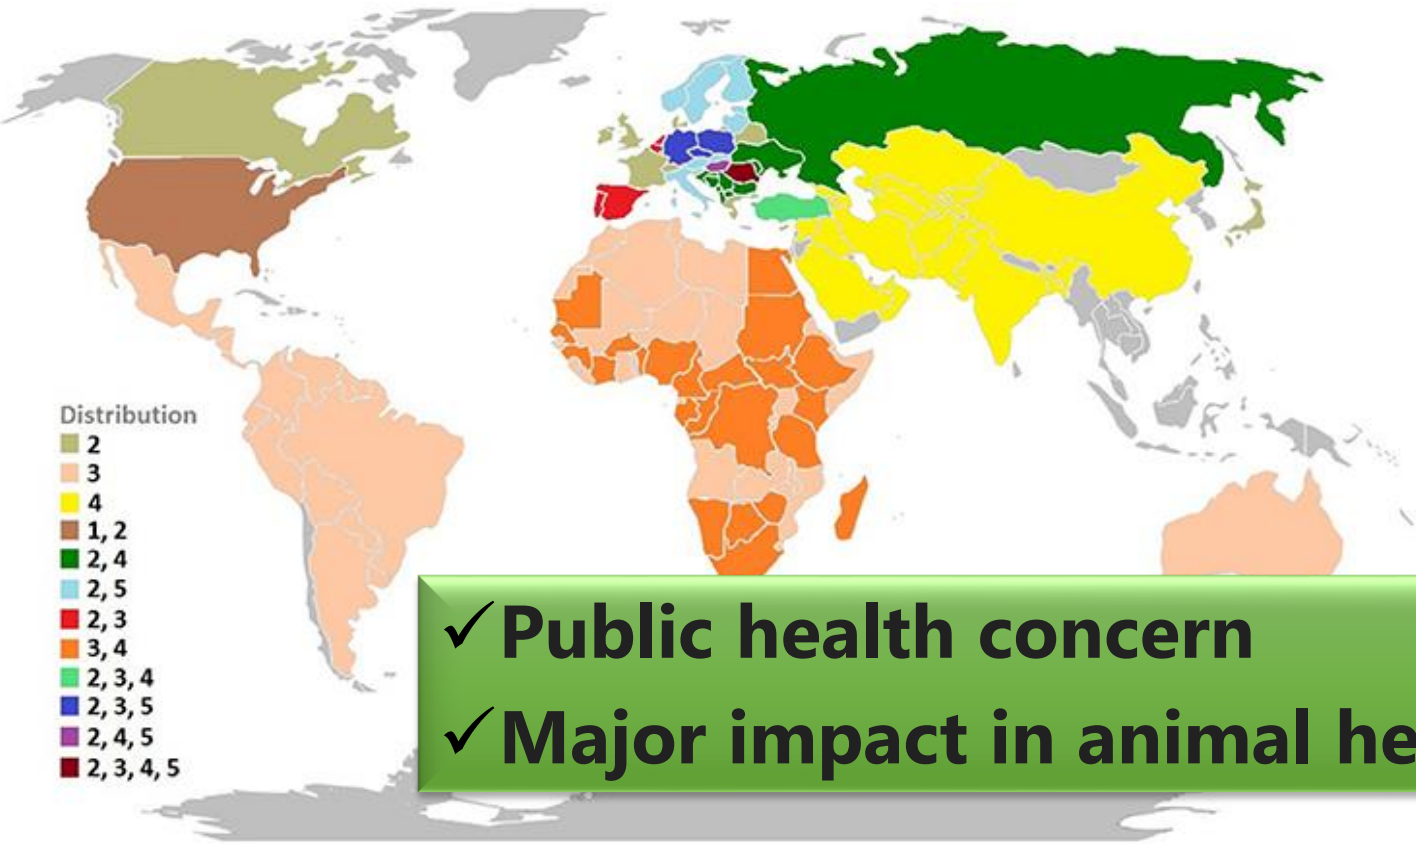 Distribution
2
3
4
1, 2
2, 4
2, 5
2, 3
3, 4
2, 3, 4
2, 3, 5
2, 4, 5
2, 3, 4, 5
✓Public health concern
✓Major impact in animal he